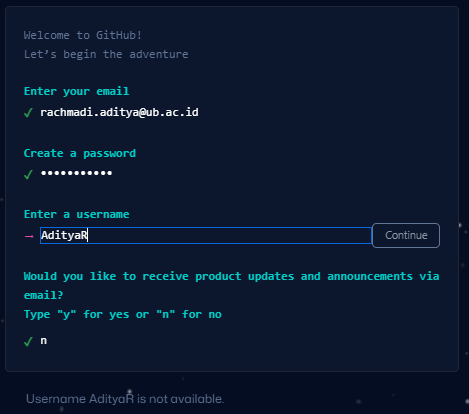 Welcome to GitHub!
Let’s begin the adventure
Enter your email
✓ rachmadi.aditya@ub.ac.id
Create a password
✓ •••••••••••
Enter a username
→ AdityaR
Continue
Would you like to receive product updates and announcements via
email?
Type "y" for yes or "n" for no
✓ n
Username AdityaR is not available.